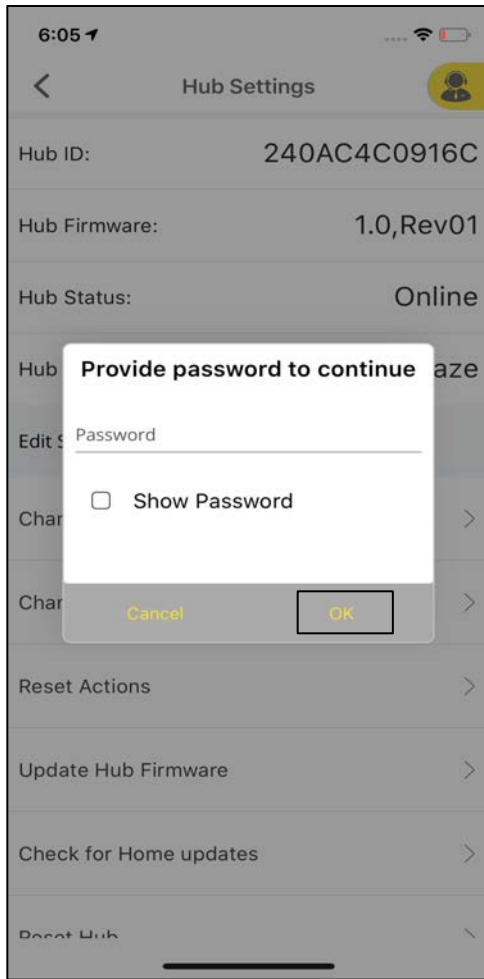 6:05
Hub Settings
Hub ID: 240AC4C0916C
Hub Firmware: 1.0,Rev01
Hub Status: Online
Hub aze
Provide password to continue
Password
Edit S
Show Password
Char
Char
Cancel OK
Reset Actions
Update Hub Firmware
Check for Home updates
Reset Hub